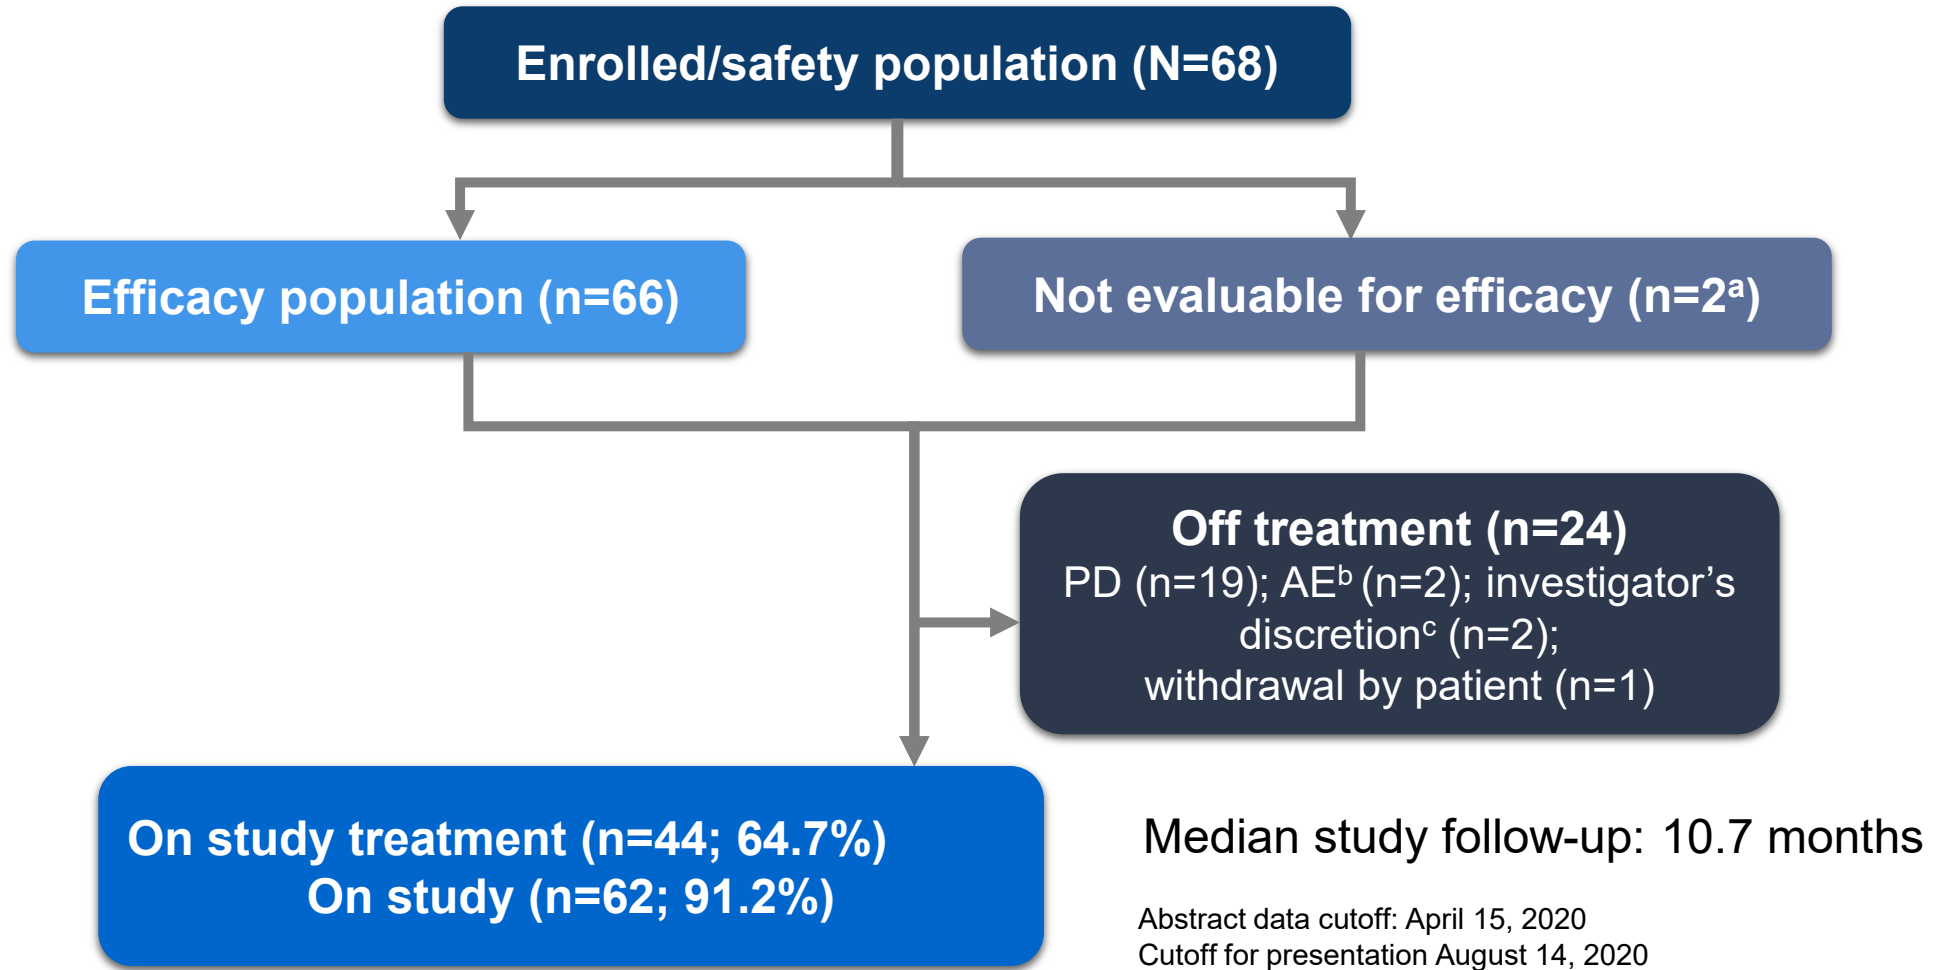 Enrolled/safety population (N=68)
Efficacy population (n=66)
Not evaluable for efficacy (n=2ᵃ)
Off treatment (n=24)
PD (n=19); AEᵇ (n=2); investigator’s
discretionᶜ (n=2);
withdrawal by patient (n=1)
On study treatment (n=44; 64.7%)
On study (n=62; 91.2%)
Median study follow-up: 10.7 months
Abstract data cutoff: April 15, 2020
Cutoff for presentation August 14, 2020